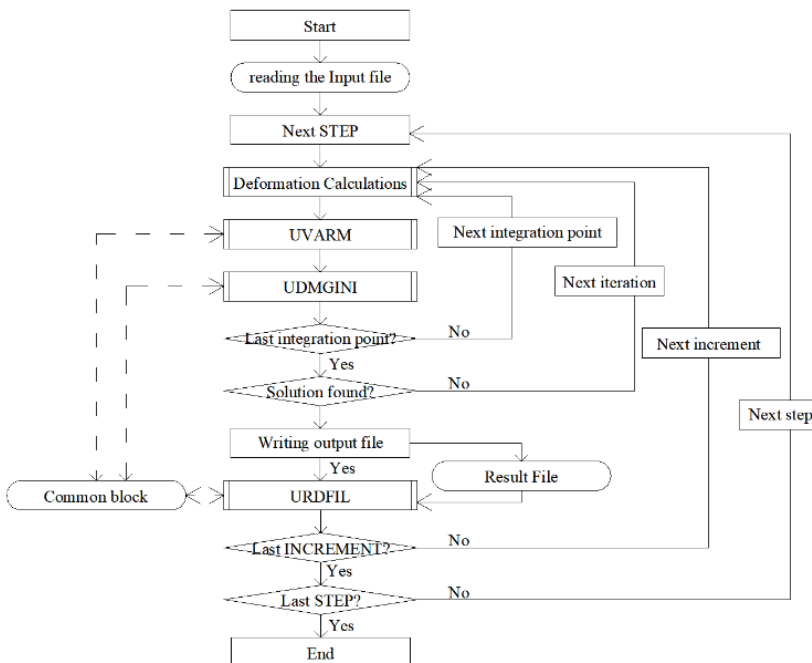 Start
reading the Input file
Next STEP
Deformation Calculations
UVARM
Next integration point
UDMGINI
Next iteration
Last integration point?
No
Next increment
Yes
Solution found?
No
Next step
Writing output file
Yes
Result File
Common block
URDFIL
Last INCREMENT?
No
Yes
Last STEP?
No
Yes
End